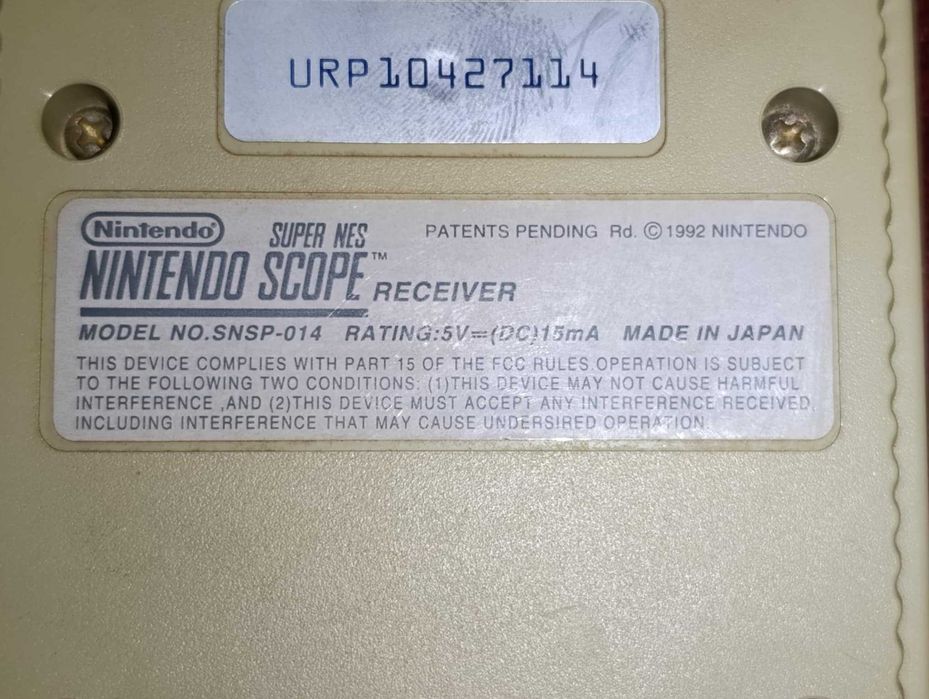 URP10427114
Nintendo SUPER NES PATENTS PENDING Rd. ©1992 NINTENDO
NINTENDO SCOPE™ RECEIVER
MODEL NO.SNSP-014 RATING:5V⎓(DC)15mA MADE IN JAPAN
THIS DEVICE COMPLIES WITH PART 15 OF THE FCC RULES.OPERATION IS SUBJECT
TO THE FOLLOWING TWO CONDITIONS: (1)THIS DEVICE MAY NOT CAUSE HARMFUL
INTERFERENCE ,AND (2)THIS DEVICE MUST ACCEPT ANY INTERFERENCE RECEIVED,
INCLUDING INTERFERENCE THAT MAY CAUSE UNDERSIRED OPERATION.